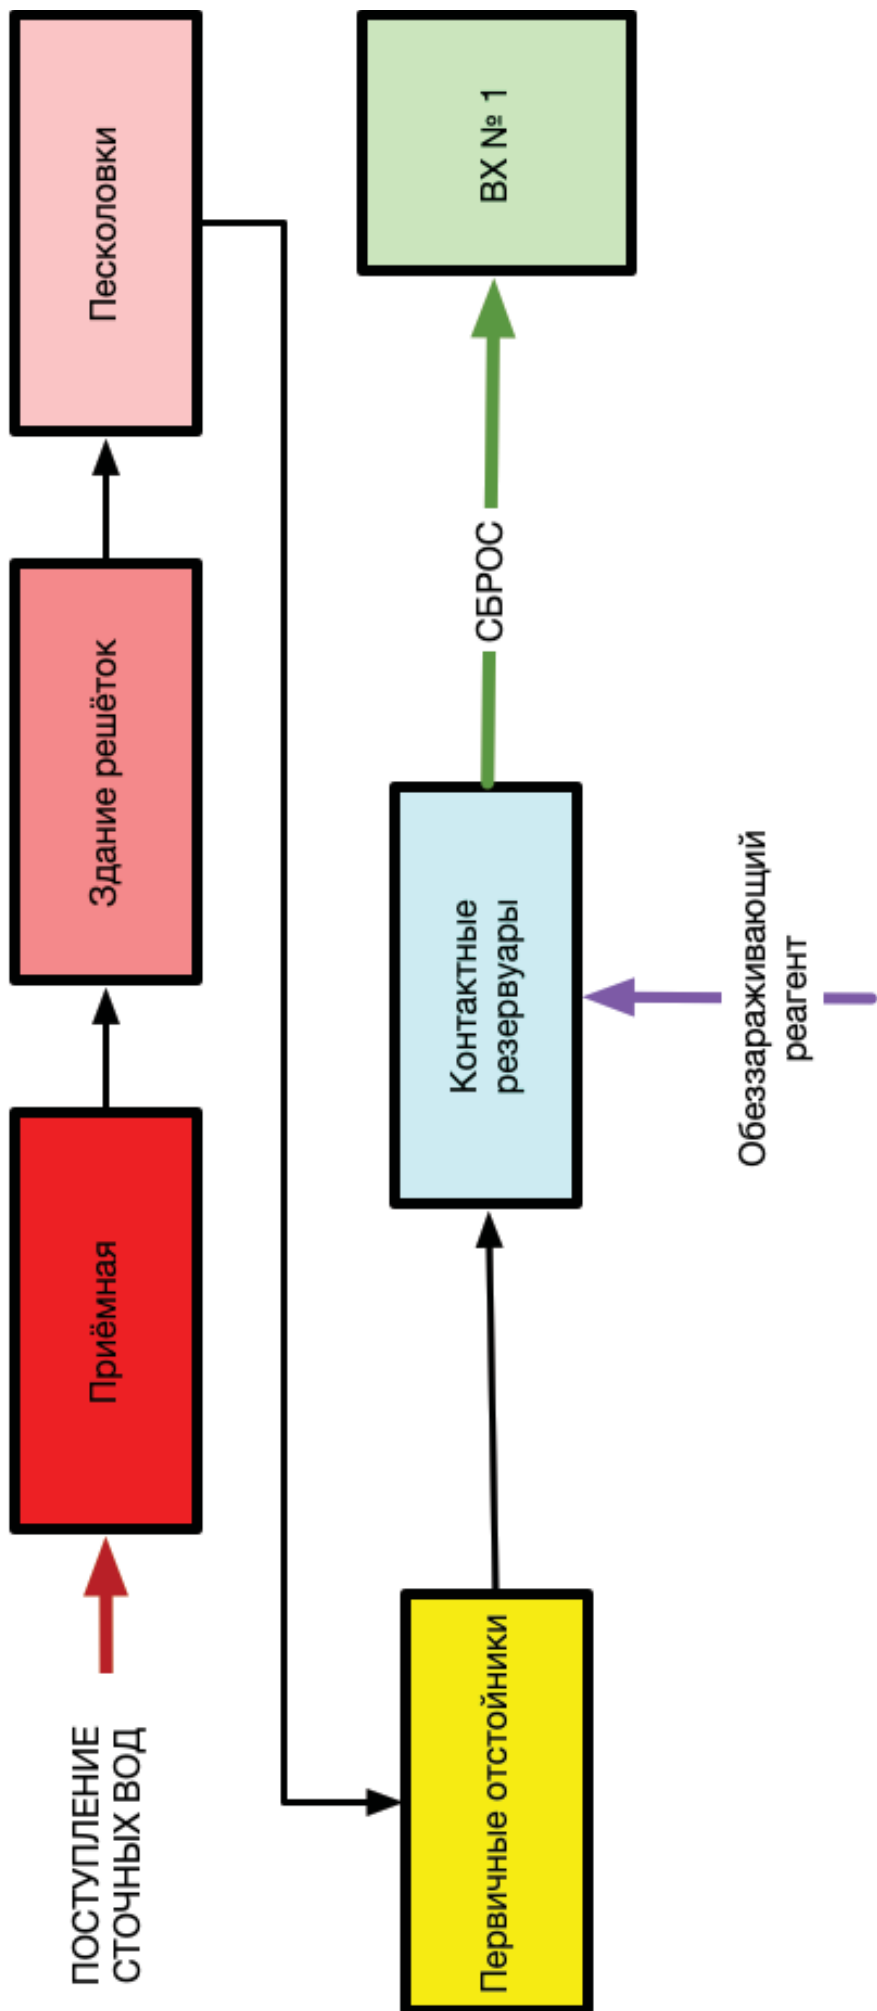 ПОСТУПЛЕНИЕ
СТОЧНЫХ ВОД
Приёмная
Здание решёток
Песколовки
Первичные отстойники
Контактные
резервуары
СБРОС
ВХ № 1
Обеззараживающий
реагент